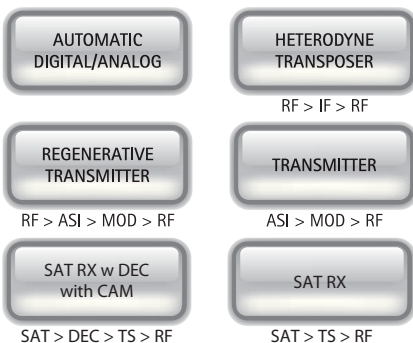 AUTOMATIC
DIGITAL/ANALOG
HETERODYNE
TRANSPOSER
RF > IF > RF
REGENERATIVE
TRANSMITTER
RF > ASI > MOD > RF
TRANSMITTER
ASI > MOD > RF
SAT RX w DEC
with CAM
SAT > DEC > TS > RF
SAT RX
SAT > TS > RF